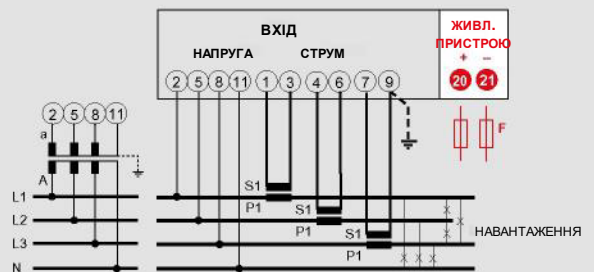 ВХІД
ЖИВЛ.
ПРИСТРОЮ
НАПРУГА СТРУМ
+ –
2 5 8 11 1 3 4 6 7 9 20 21
2 5 8 11
a
F
A
S1
L1
P1 S1
L2
P1 S1 НАВАНТАЖЕННЯ
L3
P1
N